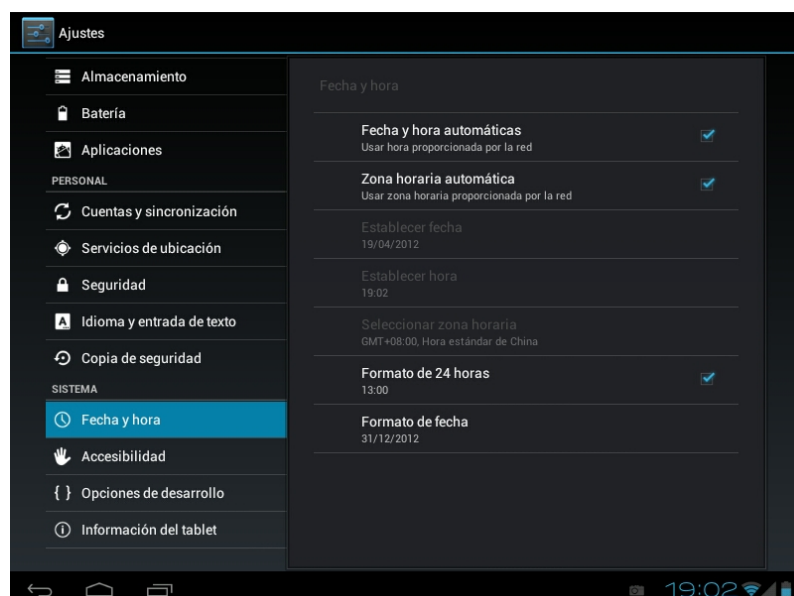 Ajustes
Almacenamiento
Batería
Aplicaciones
PERSONAL
Cuentas y sincronización
Servicios de ubicación
Seguridad
Idioma y entrada de texto
Copia de seguridad
SISTEMA
Fecha y hora
Accesibilidad
Opciones de desarrollo
Información del tablet
Fecha y hora
Fecha y hora automáticas
Usar hora proporcionada por la red
Zona horaria automática
Usar zona horaria proporcionada por la red
Establecer fecha
19/04/2012
Establecer hora
19:02
Seleccionar zona horaria
GMT+08:00, Hora estándar de China
Formato de 24 horas
13:00
Formato de fecha
31/12/2012
19:02